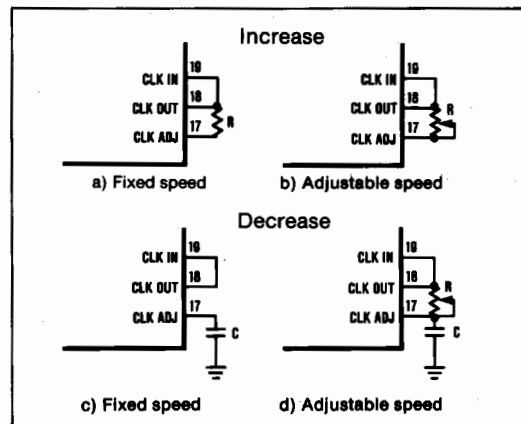 Increase
19
CLK IN
18
CLK OUT
R
17
CLK ADJ
a) Fixed speed
19
CLK IN
18
CLK OUT
R
17
CLK ADJ
b) Adjustable speed
Decrease
19
CLK IN
18
CLK OUT
17
CLK ADJ
C
c) Fixed speed
19
CLK IN
18
CLK OUT
R
17
CLK ADJ
C
d) Adjustable speed